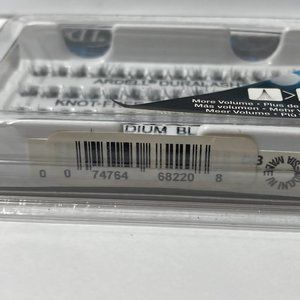 ARDELL DURALASH
KNOT-FR
More Volume • Plus de
Más volumen • Mehr
Meer Volume • Più
DIUM BL
0 0 74764 68220 8